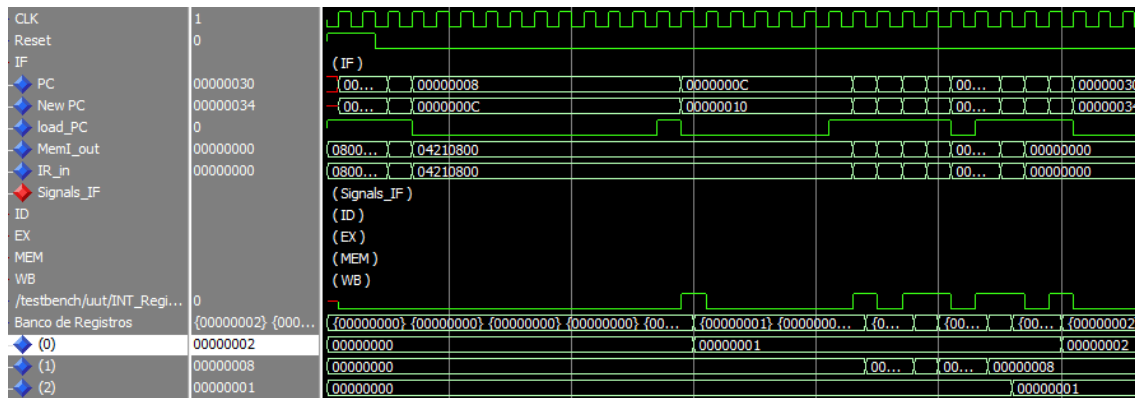 CLK 1
Reset 0
IF ( IF )
PC 00000030 00... 00000008 0000000C 00... 00000030
New PC 00000034 00... 0000000C 00000010 00... 00000034
load_PC 0
MemI_out 00000000 0800... 04210800 00... 00000000
IR_in 00000000 0800... 04210800 00... 00000000
Signals_IF ( Signals_IF )
ID ( ID )
EX ( EX )
MEM ( MEM )
WB ( WB )
/testbench/uut/INT_Regi... 0
Banco de Registros {00000002} {000... {00000000} {00000000} {00000000} {00000000} {00... {00000001} {0000000... {0... {00... {00... {00000002
(0) 00000002 00000000 00000001 00000002
(1) 00000008 00000000 00... 00... 00000008
(2) 00000001 00000000 00000001